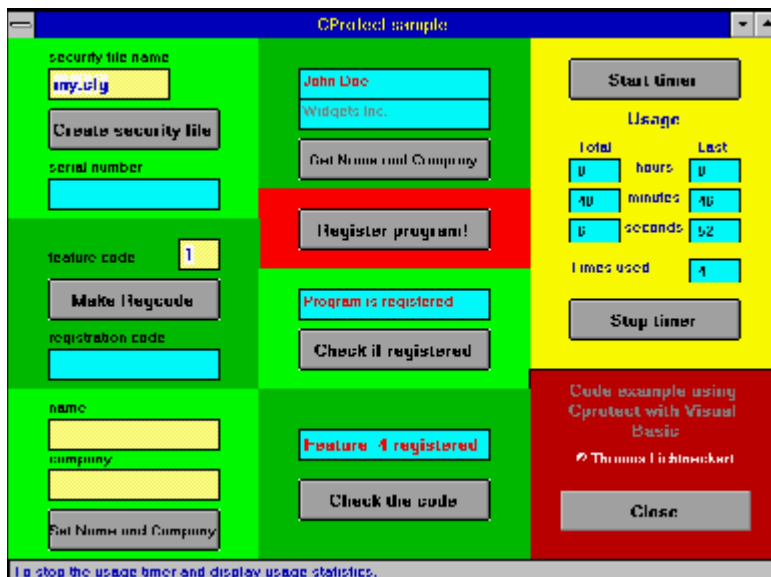 CProtect sample
security file name
my.cfg
Create security file
serial number
feature code
1
Make Regcode
registration code
name
company
Set Name and Company
John Doe
Widgets Inc.
Get Name and Company
Register program!
Program is registered
Check if registered
Feature 4 registered
Check the code
Start timer
Usage
Total Last
0 hours 0
40 minutes 46
6 seconds 52
Times used 4
Stop timer
Code example using
Cprotect with Visual
Basic
© Thomas Lichtneckert
Close
To stop the usage timer and display usage statistics.